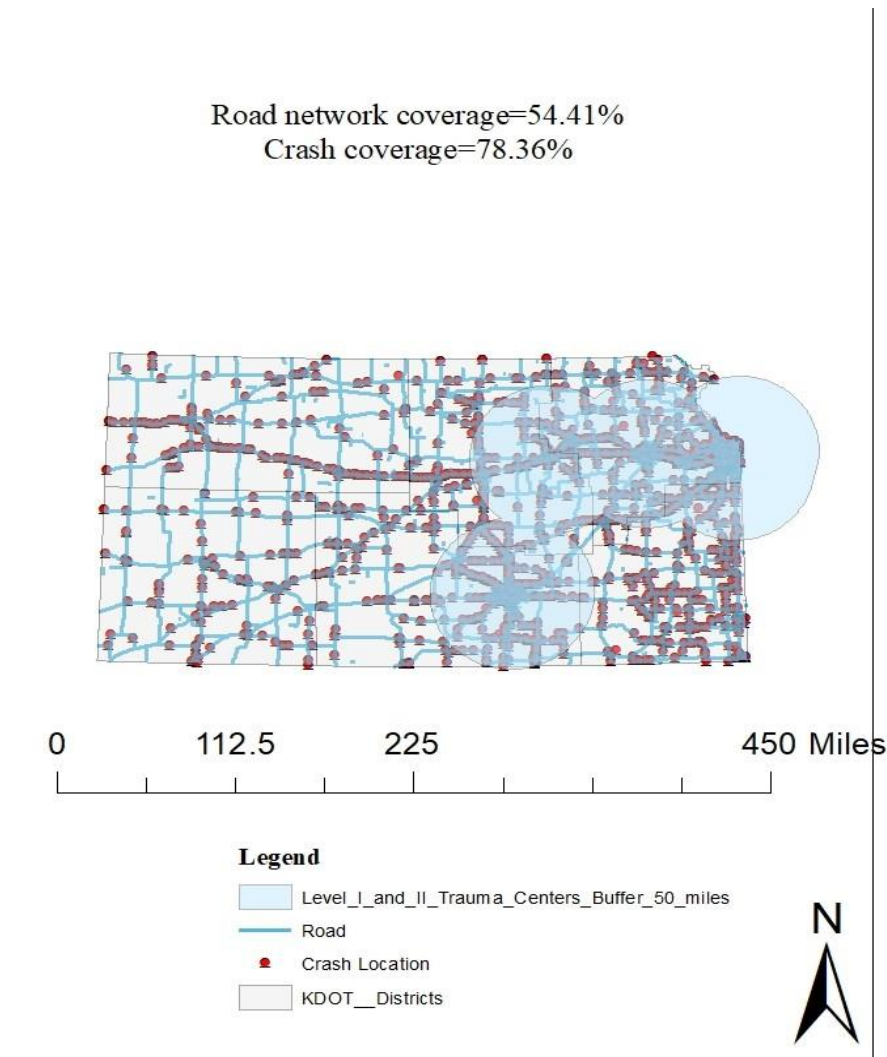 Road network coverage=54.41%
Crash coverage=78.36%
0 112.5 225 450 Miles
Legend
Level_I_and_II_Trauma_Centers_Buffer_50_miles
Road
Crash Location
KDOT__Districts
N